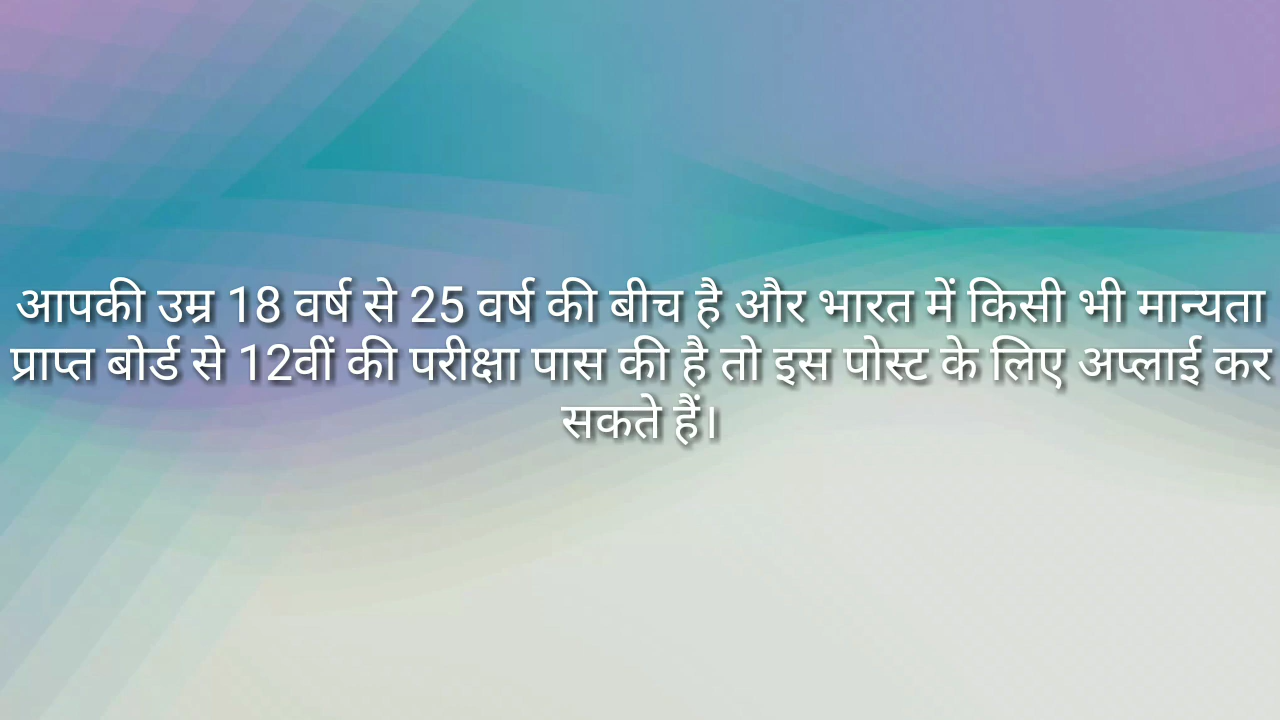 आपकी उम्र 18 वर्ष से 25 वर्ष की बीच है और भारत में किसी भी मान्यता
प्राप्त बोर्ड से 12वीं की परीक्षा पास की है तो इस पोस्ट के लिए अप्लाई कर
सकते हैं।